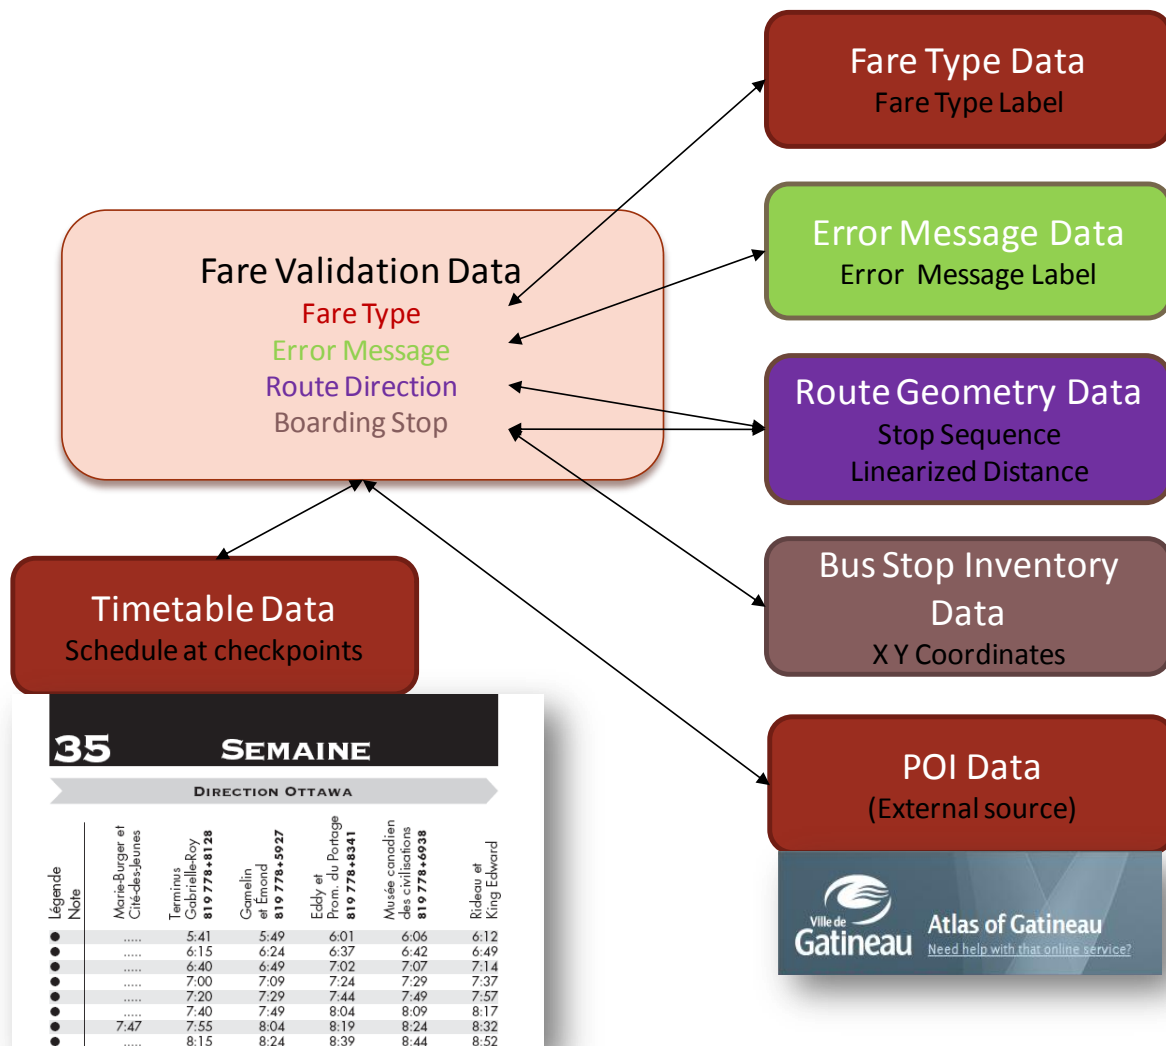 Fare Type Data
Fare Type Label
Error Message Data
Error Message Label
Fare Validation Data
Fare Type
Error Message
Route Direction
Boarding Stop
Route Geometry Data
Stop Sequence
Linearized Distance
Bus Stop Inventory
Data
X Y Coordinates
Timetable Data
Schedule at checkpoints
POI Data
(External source)
35 SEMAINE
DIRECTION OTTAWA
Légende
Note
Marie-Burger et
Cité-des-Jeunes
Terminus
Gabrielle-Roy
819 778+8128
Gamelin
et Émond
819 778+5927
Eddy et
Prom. du Portage
819 778+8341
Musée canadien
des civilisations
819 778+6938
Rideau et
King Edward
● ..... 5:41 5:49 6:01 6:06 6:12
● ..... 6:15 6:24 6:37 6:42 6:49
● ..... 6:40 6:49 7:02 7:07 7:14
● ..... 7:00 7:09 7:24 7:29 7:37
● ..... 7:20 7:29 7:44 7:49 7:57
● ..... 7:40 7:49 8:04 8:09 8:17
● 7:47 7:55 8:04 8:19 8:24 8:32
● ..... 8:15 8:24 8:39 8:44 8:52
Ville de
Gatineau
Atlas of Gatineau
Need help with that online service?